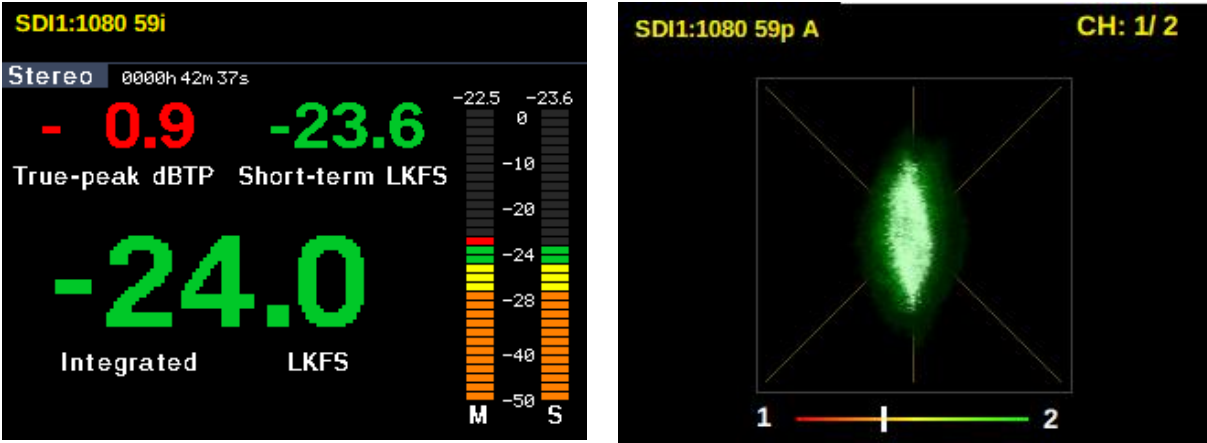 SDI1:1080 59i
Stereo 0000h 42m 37s
- 0.9 -23.6
True-peak dBTP Short-term LKFS
-24.0
Integrated LKFS
-22.5 -23.6
0
-10
-20
-24
-28
-40
-50
M S
SDI1:1080 59p A CH: 1/ 2
1 2